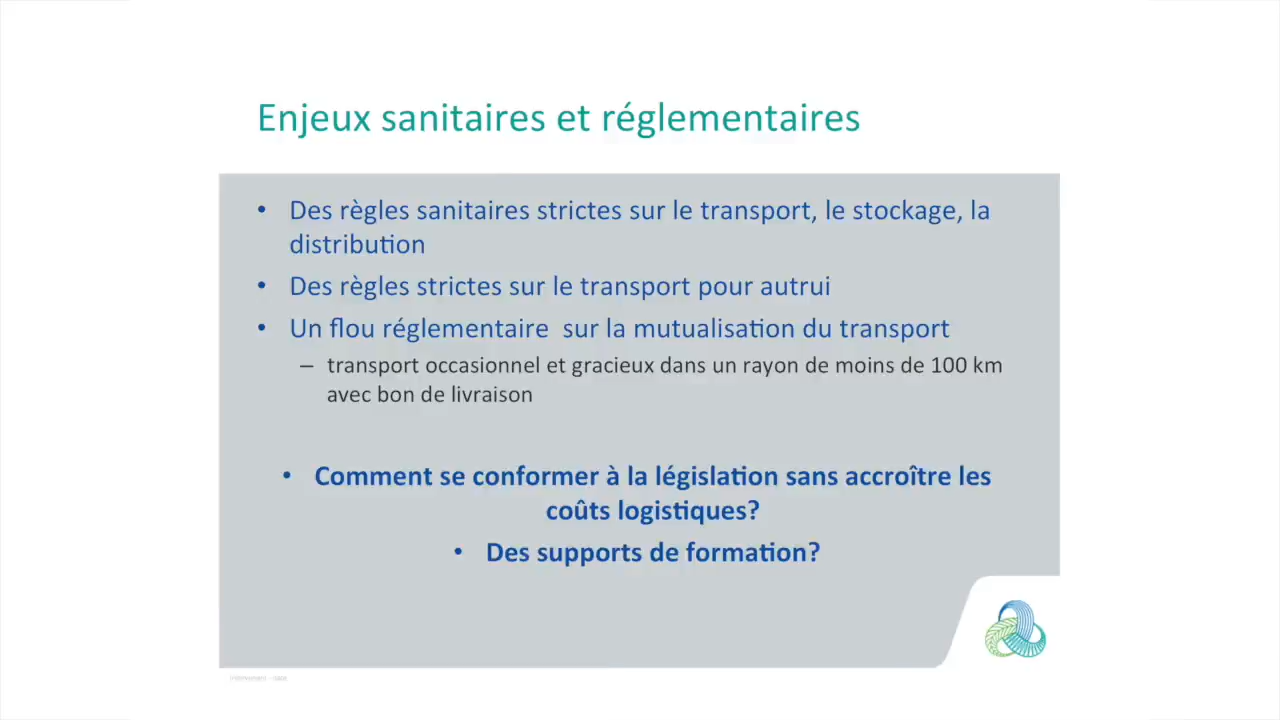 Enjeux sanitaires et réglementaires
• Des règles sanitaires strictes sur le transport, le stockage, la
distribution
• Des règles strictes sur le transport pour autrui
• Un flou réglementaire  sur la mutualisation du transport
– transport occasionnel et gracieux dans un rayon de moins de 100 km
avec bon de livraison
• Comment se conformer à la législation sans accroître les
coûts logistiques?
• Des supports de formation?